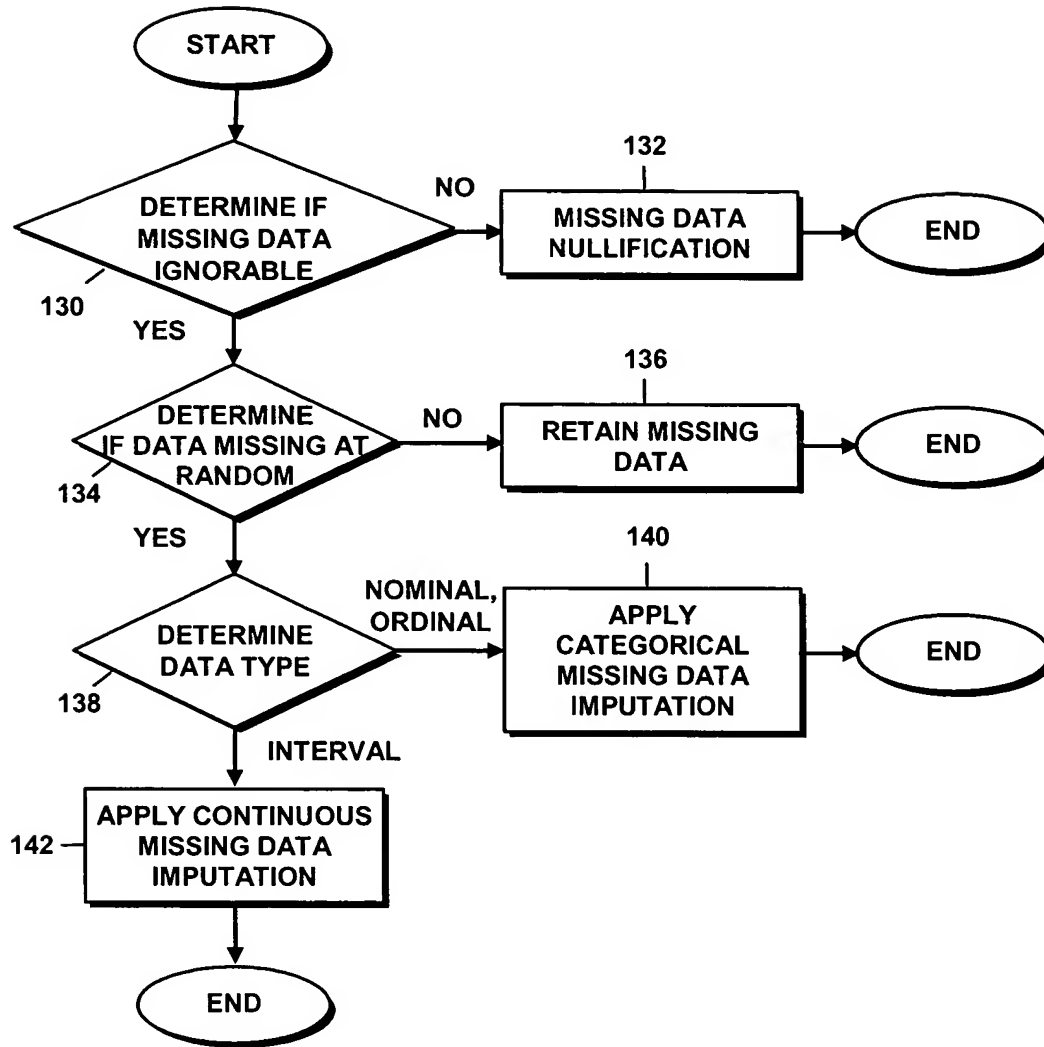 START
132
NO
DETERMINE IF
MISSING DATA
IGNORABLE
MISSING DATA
NULLIFICATION
END
130
YES
136
DETERMINE
IF DATA MISSING AT
RANDOM
NO
RETAIN MISSING
DATA
END
134
YES
140
NOMINAL,
ORDINAL
DETERMINE
DATA TYPE
APPLY
CATEGORICAL
MISSING DATA
IMPUTATION
END
138
INTERVAL
142
APPLY CONTINUOUS
MISSING DATA
IMPUTATION
END